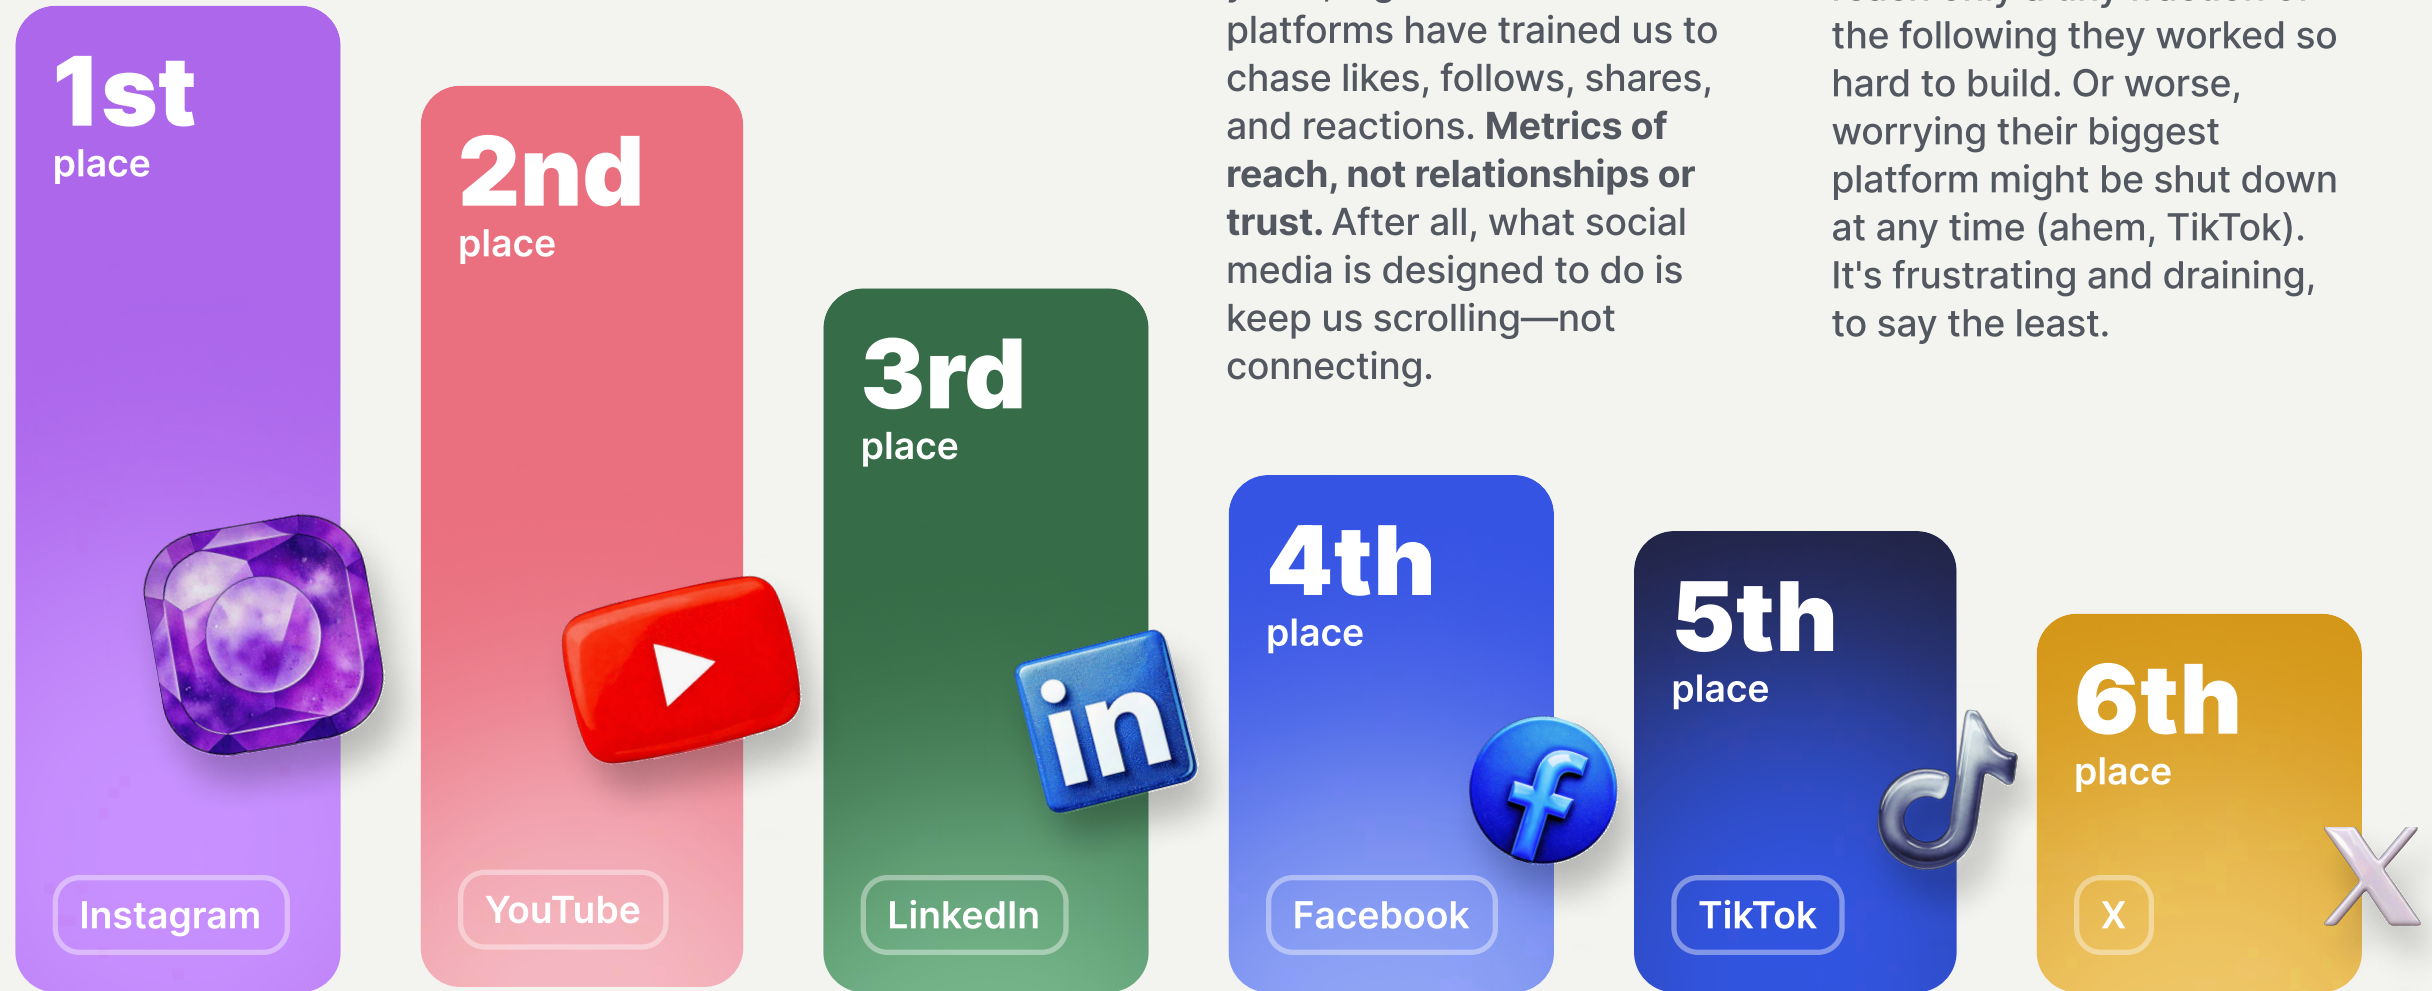 1st
place
Instagram
2nd
place
YouTube
3rd
place
in
LinkedIn
platforms have trained us to
chase likes, follows, shares,
and reactions. Metrics of
reach, not relationships or
trust. After all, what social
media is designed to do is
keep us scrolling—not
connecting.
the following they worked so
hard to build. Or worse,
worrying their biggest
platform might be shut down
at any time (ahem, TikTok).
It's frustrating and draining,
to say the least.
4th
place
f
Facebook
5th
place
TikTok
6th
place
X
X